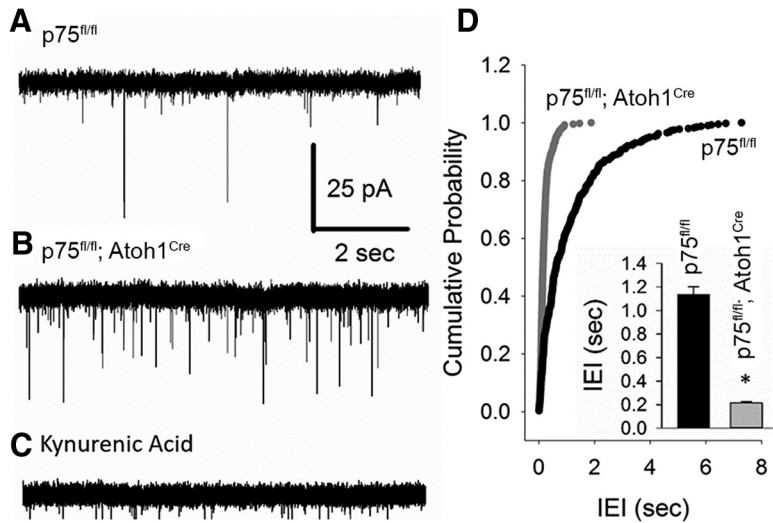 A
p75fl/fl
25 pA
2 sec
B
p75fl/fl; Atoh1Cre
C Kynurenic Acid
D
Cumulative Probability
1.2
1.0
0.8
0.6
0.4
0.2
0.0
p75fl/fl; Atoh1Cre
p75fl/fl
IEI (sec)
1.4
1.2
1.0
0.8
0.6
0.4
0.2
0.0
p75fl/fl
p75fl/fl; Atoh1Cre
*
0 2 4 6 8
IEI (sec)